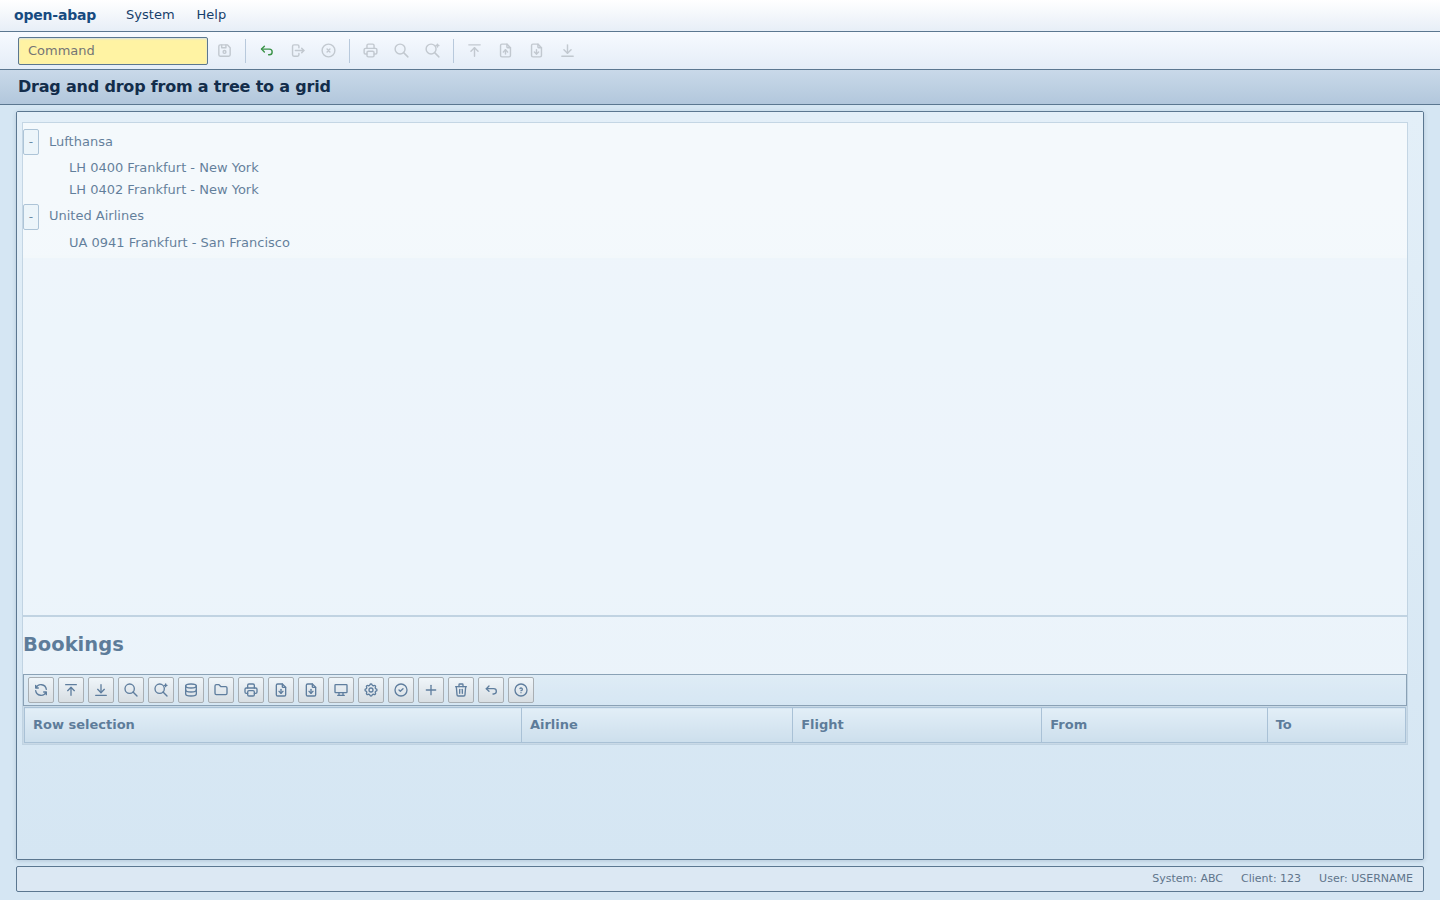 open-abap System Help
Command
Drag and drop from a tree to a grid
- Lufthansa
LH 0400 Frankfurt - New York
LH 0402 Frankfurt - New York
- United Airlines
UA 0941 Frankfurt - San Francisco
Bookings
Row selection Airline Flight From To
System: ABC Client: 123 User: USERNAME